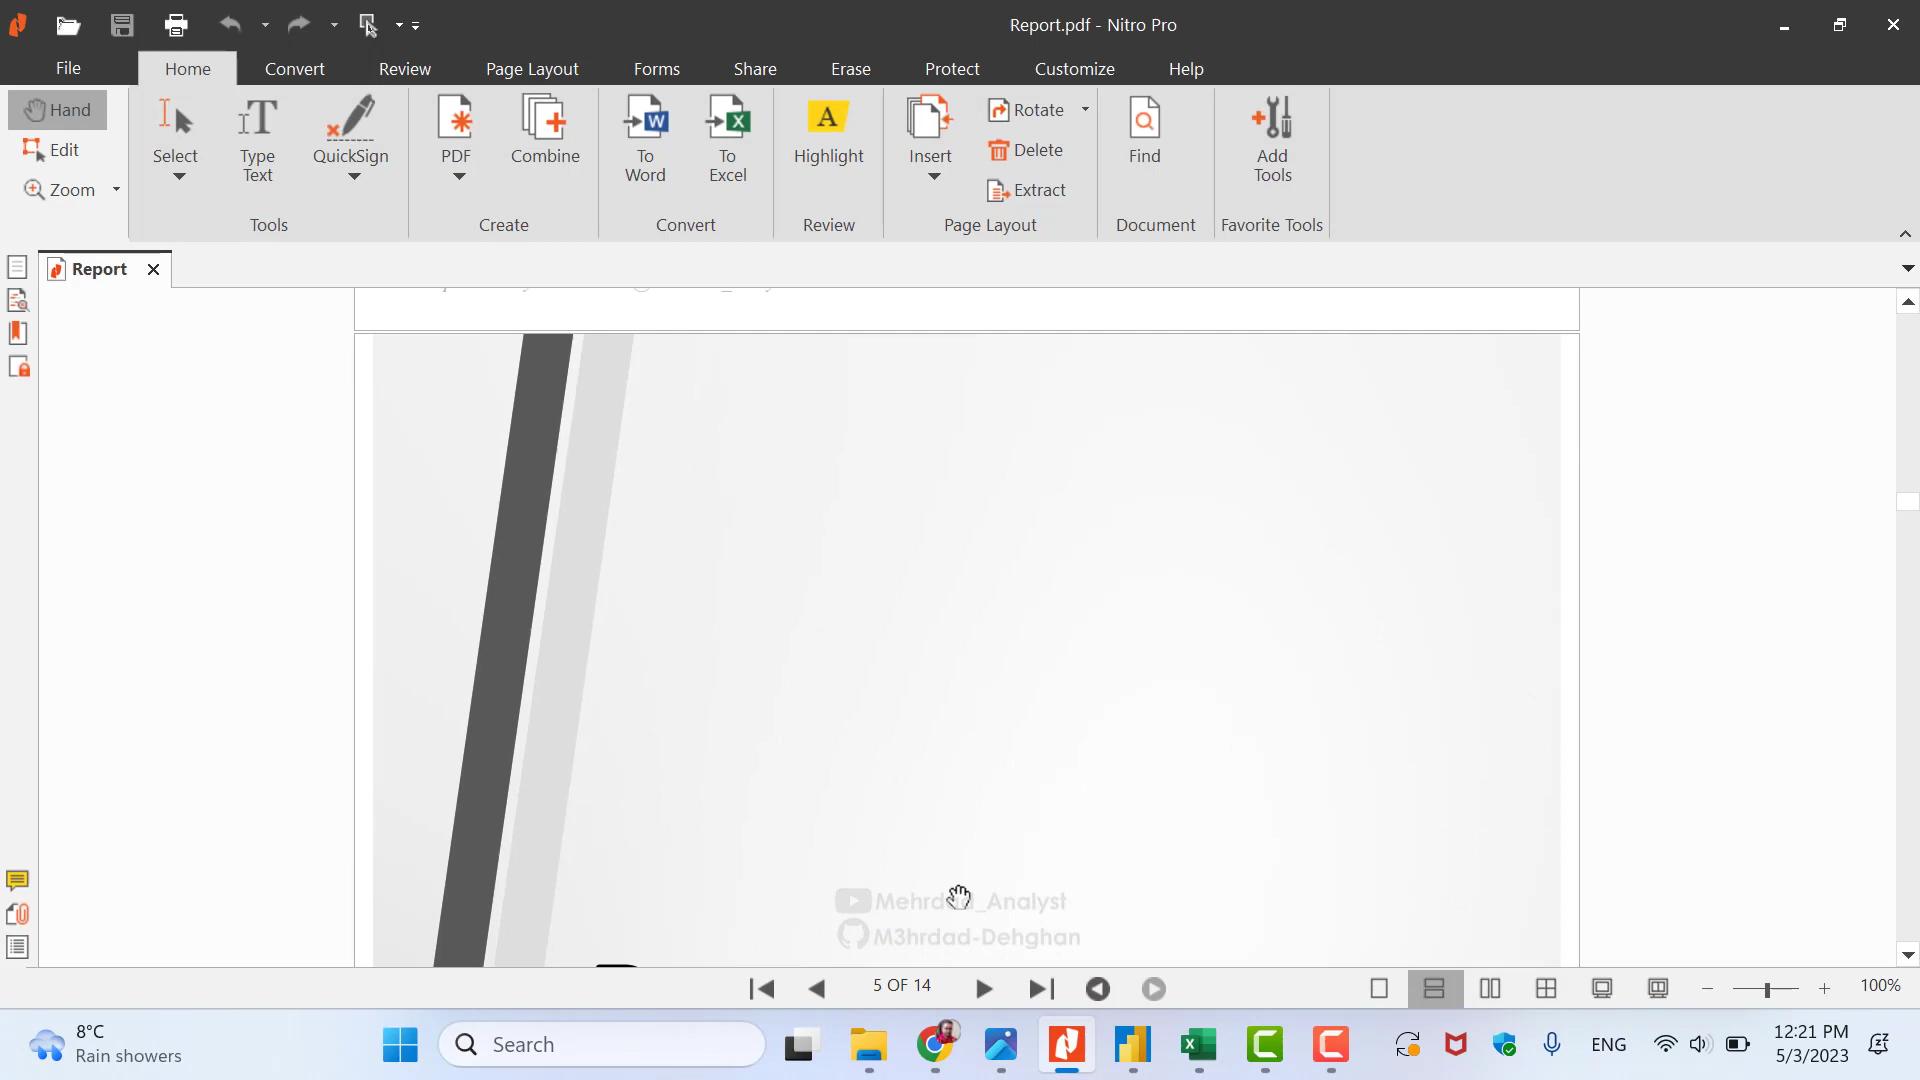 Report.pdf - Nitro Pro
File
Home
Convert
Review
Page Layout
Forms
Share
Erase
Protect
Customize
Help
Hand
Edit
Zoom
Select
Type
Text
QuickSign
Tools
PDF
Combine
Create
To
Word
To
Excel
Convert
Highlight
Review
Insert
Rotate
Delete
Extract
Page Layout
Find
Document
Add
Tools
Favorite Tools
Report
Mehrdad_Analyst
M3hrdad-Dehghan
5 OF 14
100%
8°C
Rain showers
Search
ENG
12:21 PM
5/3/2023